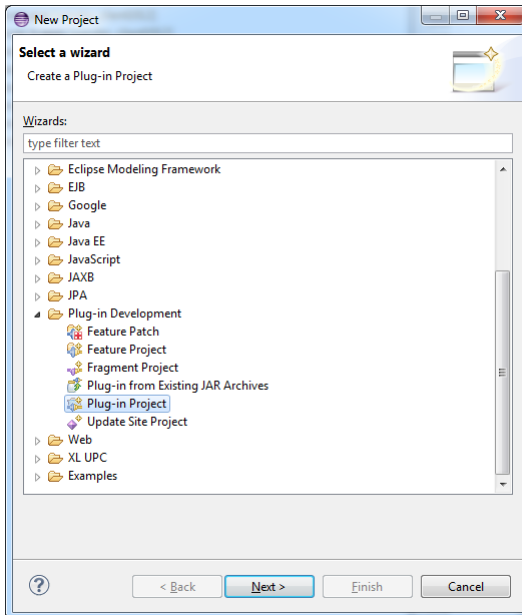 New Project
Select a wizard
Create a Plug-in Project
Wizards:
type filter text
Eclipse Modeling Framework
EJB
Google
Java
Java EE
JavaScript
JAXB
JPA
Plug-in Development
Feature Patch
Feature Project
Fragment Project
Plug-in from Existing JAR Archives
Plug-in Project
Update Site Project
Web
XL UPC
Examples
? < Back Next > Finish Cancel